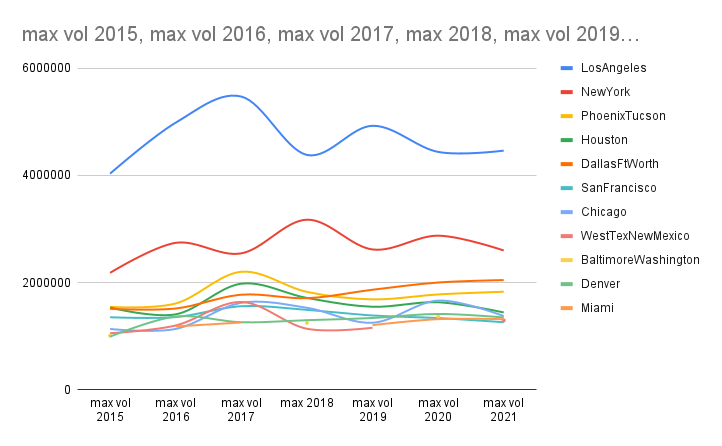 max vol 2015, max vol 2016, max vol 2017, max 2018, max vol 2019…
6000000
4000000
2000000
0
max vol
2015
max vol
2016
max vol
2017
max 2018
max vol
2019
max vol
2020
max vol
2021
LosAngeles
NewYork
PhoenixTucson
Houston
DallasFtWorth
SanFrancisco
Chicago
WestTexNewMexico
BaltimoreWashington
Denver
Miami